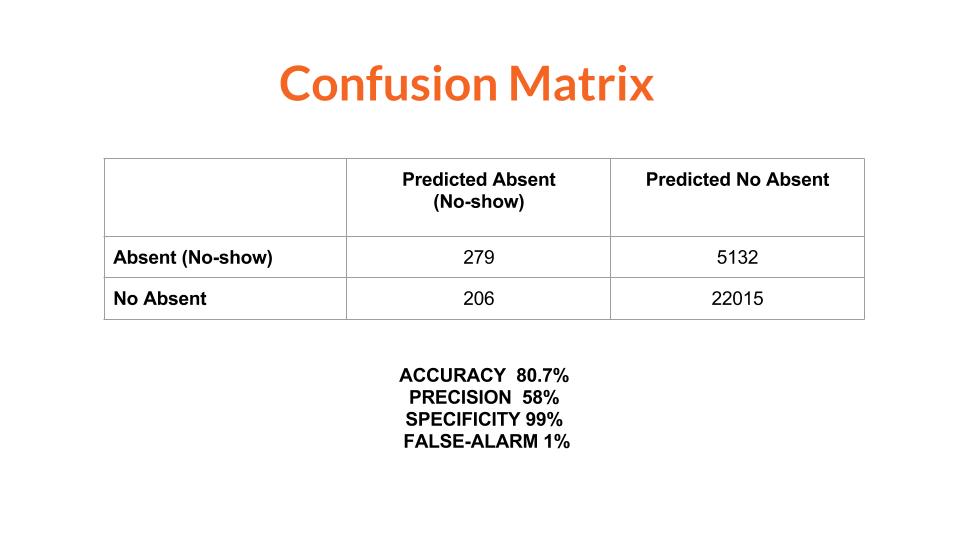 Confusion Matrix
Predicted Absent Predicted No Absent
(No-show)
Absent (No-show) 279 5132
No Absent 206 22015
ACCURACY 80.7%
PRECISION 58%
SPECIFICITY 99%
FALSE-ALARM 1%